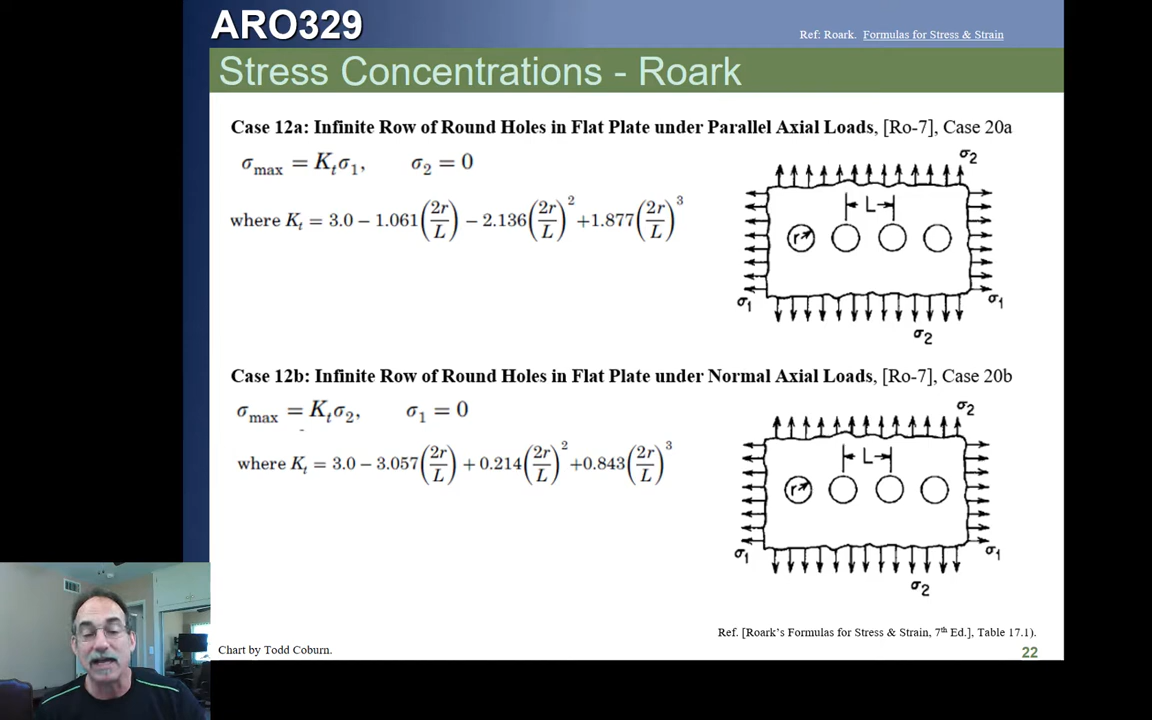 ARO329
Ref: Roark. Formulas for Stress & Strain
Stress Concentrations - Roark
Case 12a: Infinite Row of Round Holes in Flat Plate under Parallel Axial Loads, [Ro-7], Case 20a
σmax = Ktσ1,    σ2 = 0
where Kt = 3.0 − 1.061(2r/L) − 2.136(2r/L)² +1.877(2r/L)³
σ2
L
r
σ1 σ1
σ2
Case 12b: Infinite Row of Round Holes in Flat Plate under Normal Axial Loads, [Ro-7], Case 20b
σmax = Ktσ2,    σ1 = 0
where Kt = 3.0 − 3.057(2r/L) + 0.214(2r/L)² +0.843(2r/L)³
σ2
L
r
σ1 σ1
σ2
Ref. [Roark's Formulas for Stress & Strain, 7th Ed.], Table 17.1).
Chart by Todd Coburn.
22